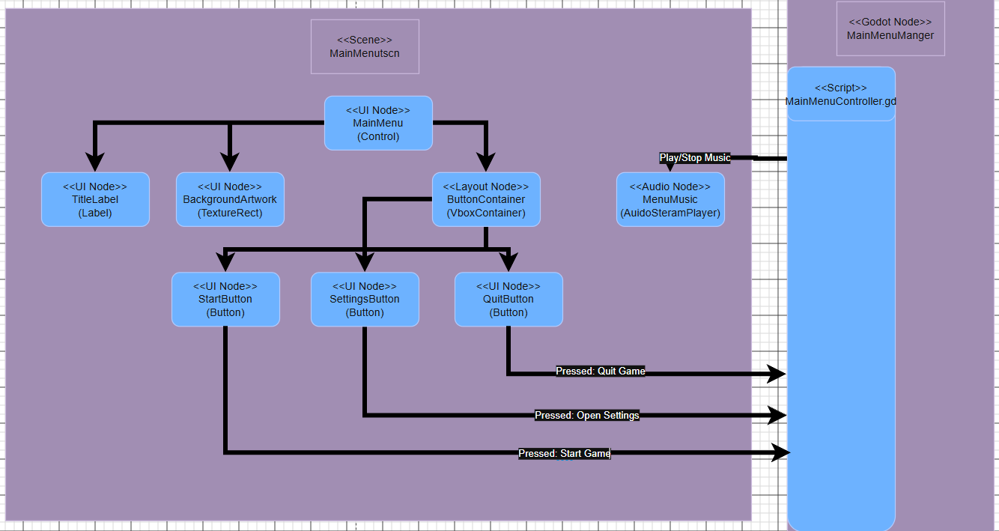 <<Scene>>
MainMenutscn
<<Godot Node>>
MainMenuManger
<<Script>>
MainMenuController.gd
<<UI Node>>
MainMenu
(Control)
Play/Stop Music
<<UI Node>>
TitleLabel
(Label)
<<UI Node>>
BackgroundArtwork
(TextureRect)
<<Layout Node>>
ButtonContainer
(VboxContainer)
<<Audio Node>>
MenuMusic
(AuidoSteramPlayer)
<<UI Node>>
StartButton
(Button)
<<UI Node>>
SettingsButton
(Button)
<<UI Node>>
QuitButton
(Button)
Pressed: Quit Game
Pressed: Open Settings
Pressed: Start Game